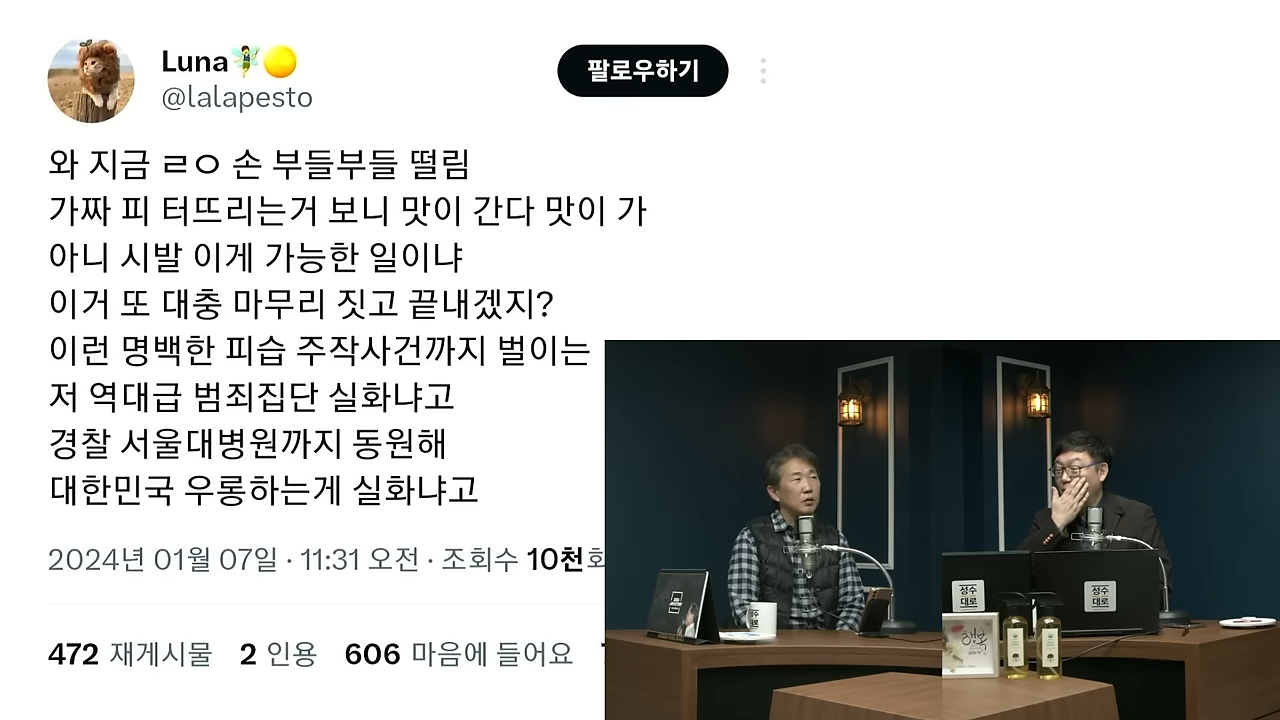 Luna🧚🌕
@lalapesto
팔로우하기
와 지금 ㄹㅇ 손 부들부들 떨림
가짜 피 터뜨리는거 보니 맛이 간다 맛이 가
아니 시발 이게 가능한 일이냐
이거 또 대충 마무리 짓고 끝내겠지?
이런 명백한 피습 주작사건까지 벌이는
저 역대급 범죄집단 실화냐고
경찰 서울대병원까지 동원해
대한민국 우롱하는게 실화냐고
2024년 01월 07일 · 11:31 오전 · 조회수 10천회
472 재게시물 2 인용 606 마음에 들어요
성수
대로
성수
대로
행복